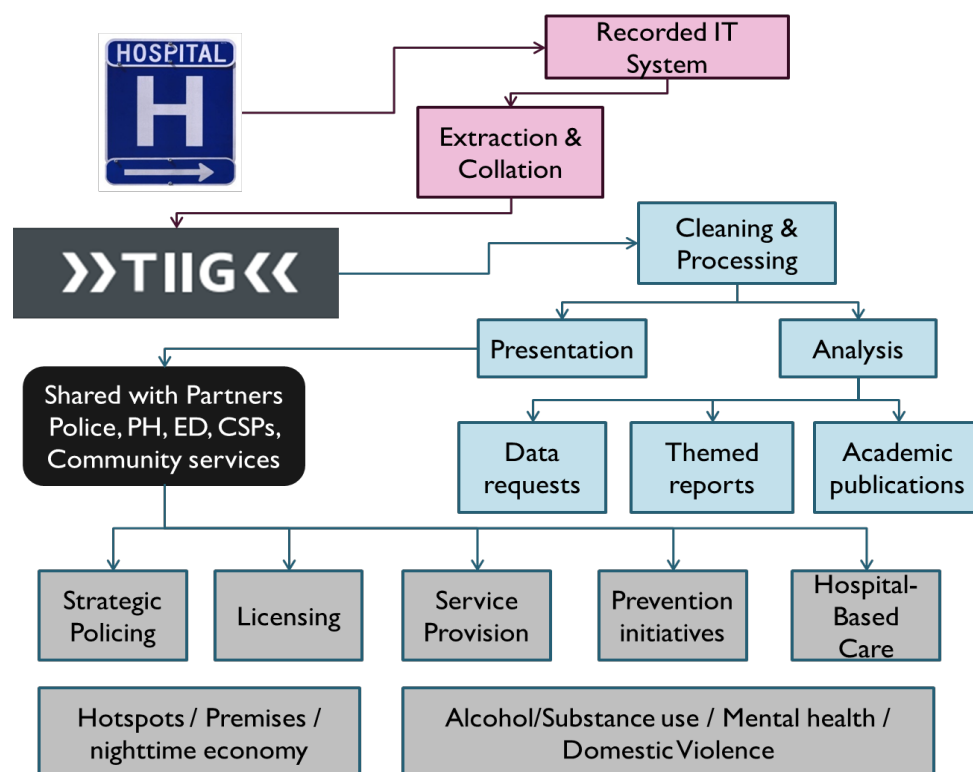 HOSPITAL
H
Recorded IT
System
Extraction &
Collation
TIIG
Cleaning &
Processing
Presentation
Analysis
Shared with Partners
Police, PH, ED, CSPs,
Community services
Data
requests
Themed
reports
Academic
publications
Strategic
Policing
Licensing
Service
Provision
Prevention
initiatives
Hospital-
Based
Care
Hotspots / Premises /
nighttime economy
Alcohol/Substance use / Mental health /
Domestic Violence